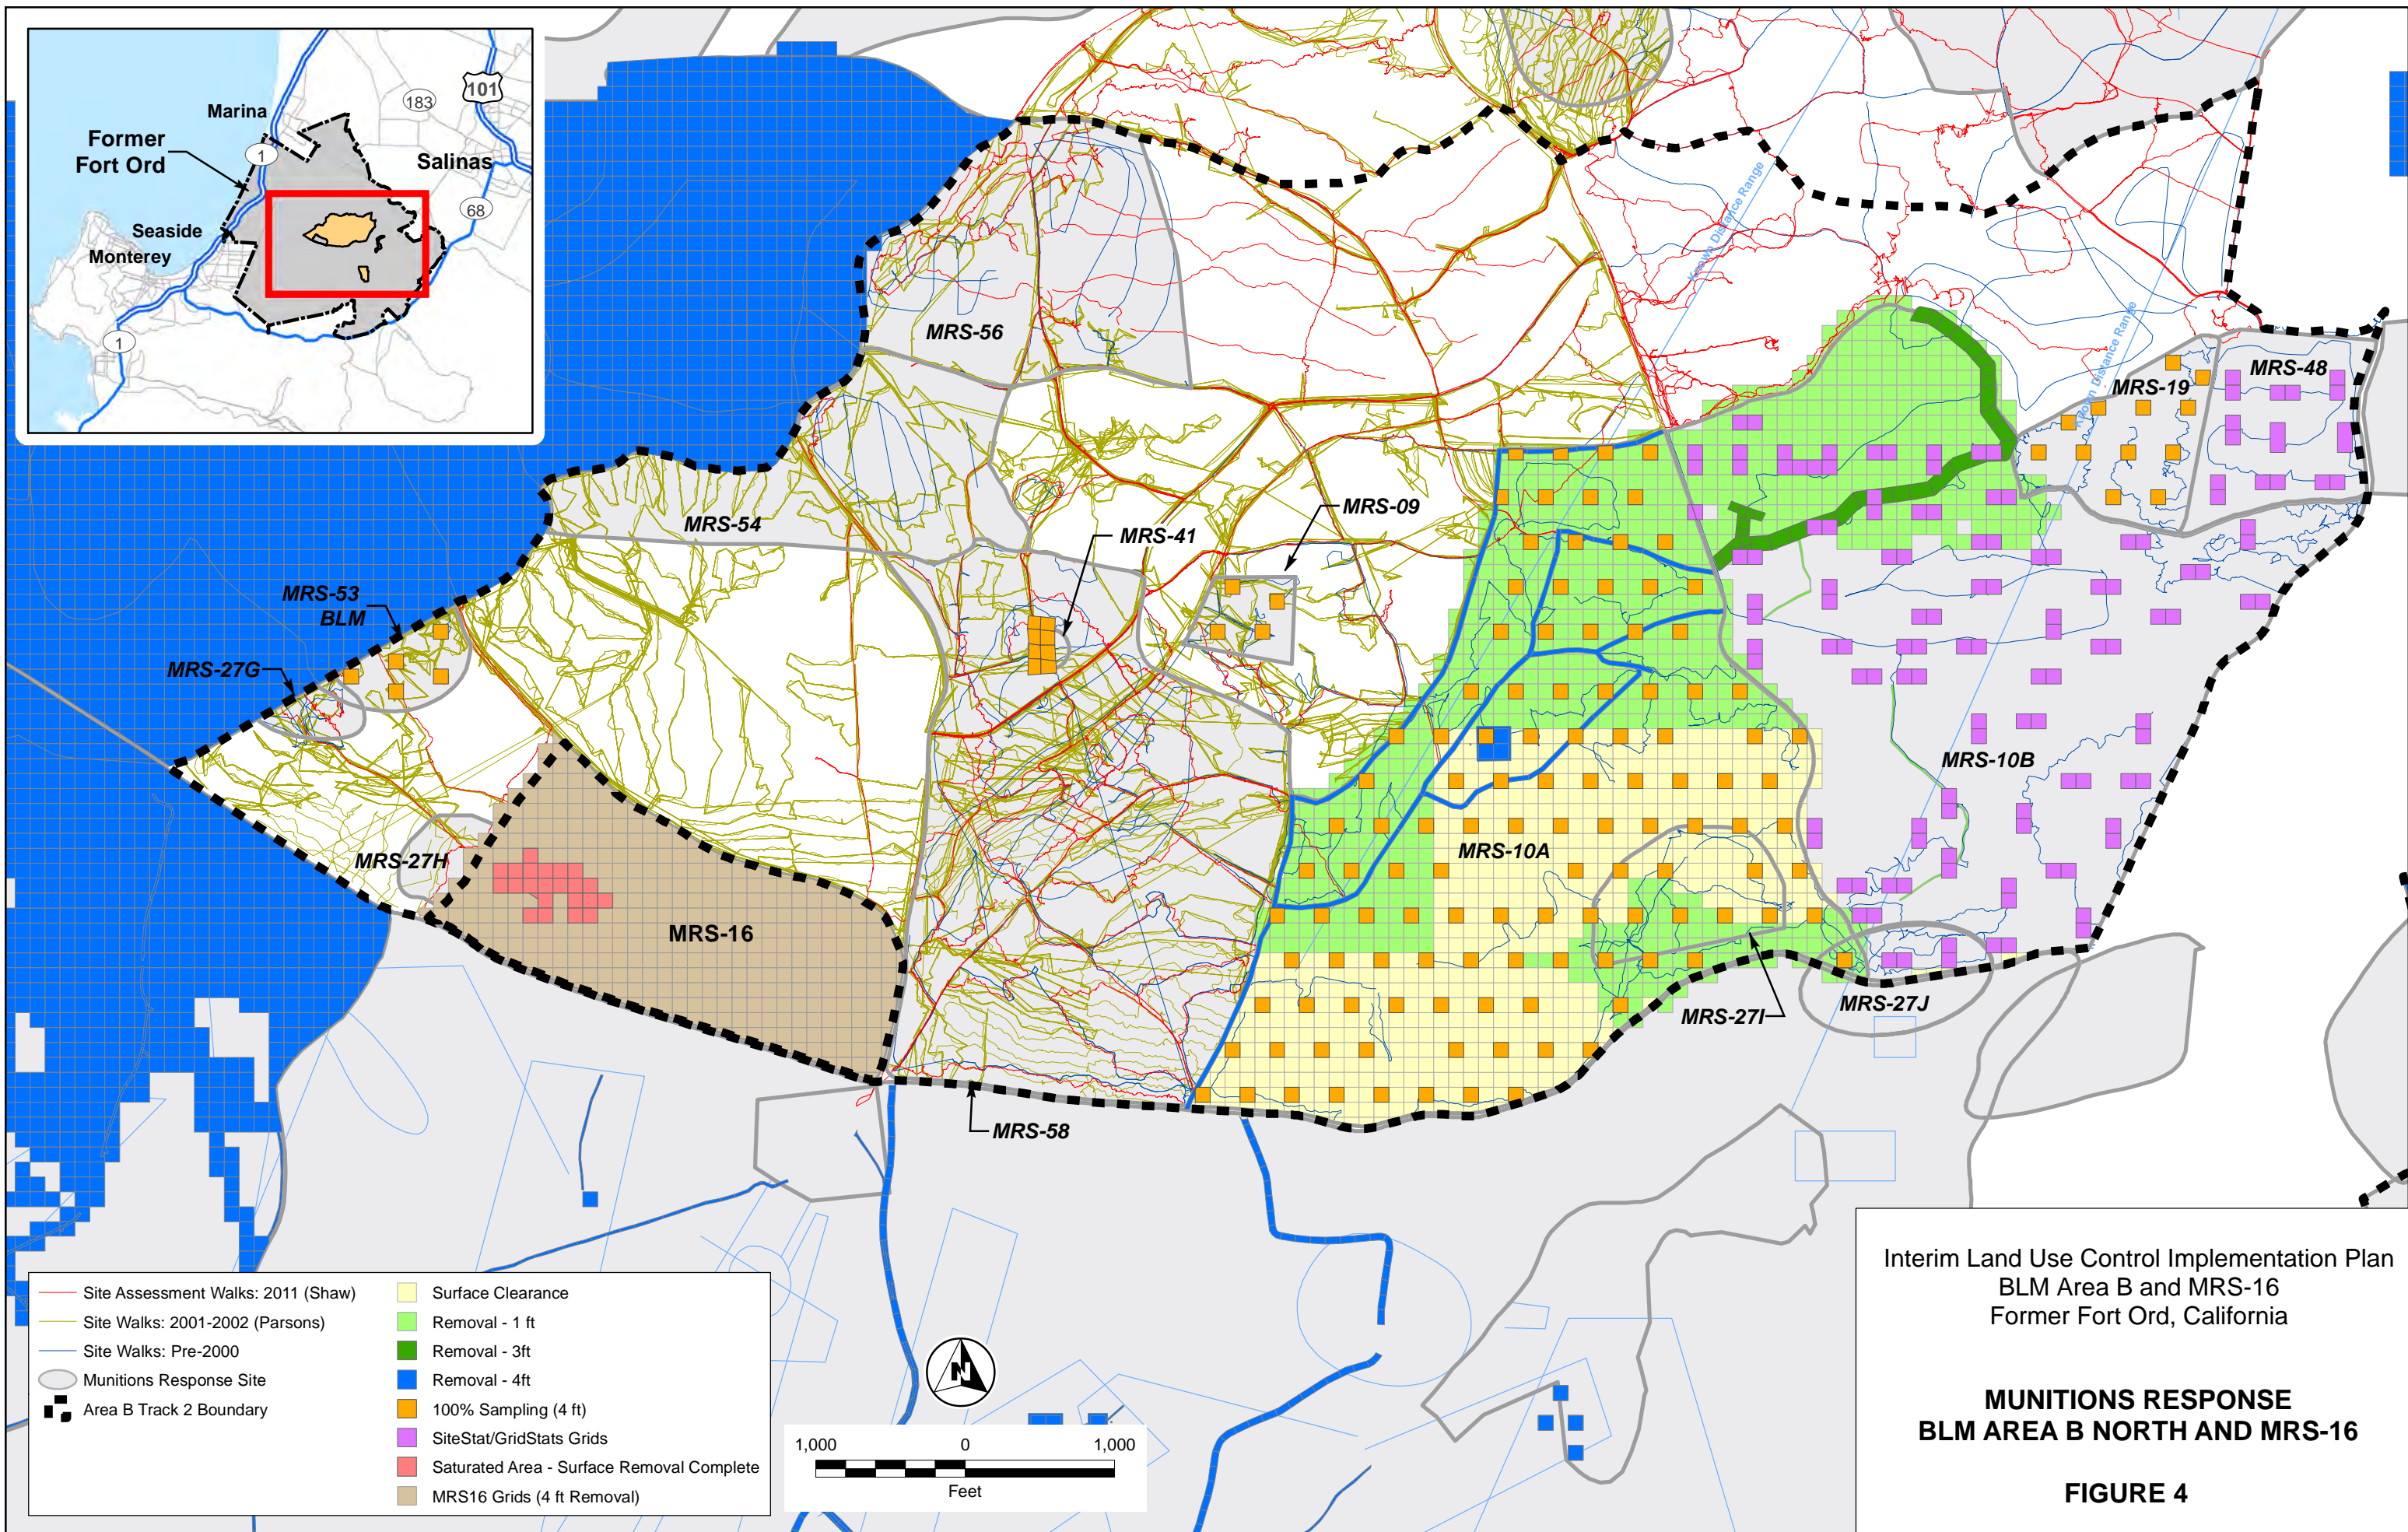 Marina
Former
Fort Ord
1
183
101
Salinas
68
Seaside
Monterey
1
Known Distance Range
Known Distance Range
MRS-56
MRS-19
MRS-48
MRS-54
MRS-41
MRS-09
MRS-53
BLM
MRS-27G
MRS-10B
MRS-27H
MRS-10A
MRS-16
MRS-27I
MRS-27J
MRS-58
Site Assessment Walks: 2011 (Shaw)
Site Walks: 2001-2002 (Parsons)
Site Walks: Pre-2000
Munitions Response Site
Area B Track 2 Boundary
Surface Clearance
Removal - 1 ft
Removal - 3ft
Removal - 4ft
100% Sampling (4 ft)
SiteStat/GridStats Grids
Saturated Area - Surface Removal Complete
MRS16 Grids (4 ft Removal)
N
1,000 0 1,000
Feet
Interim Land Use Control Implementation Plan
BLM Area B and MRS-16
Former Fort Ord, California
MUNITIONS RESPONSE
BLM AREA B NORTH AND MRS-16
FIGURE 4